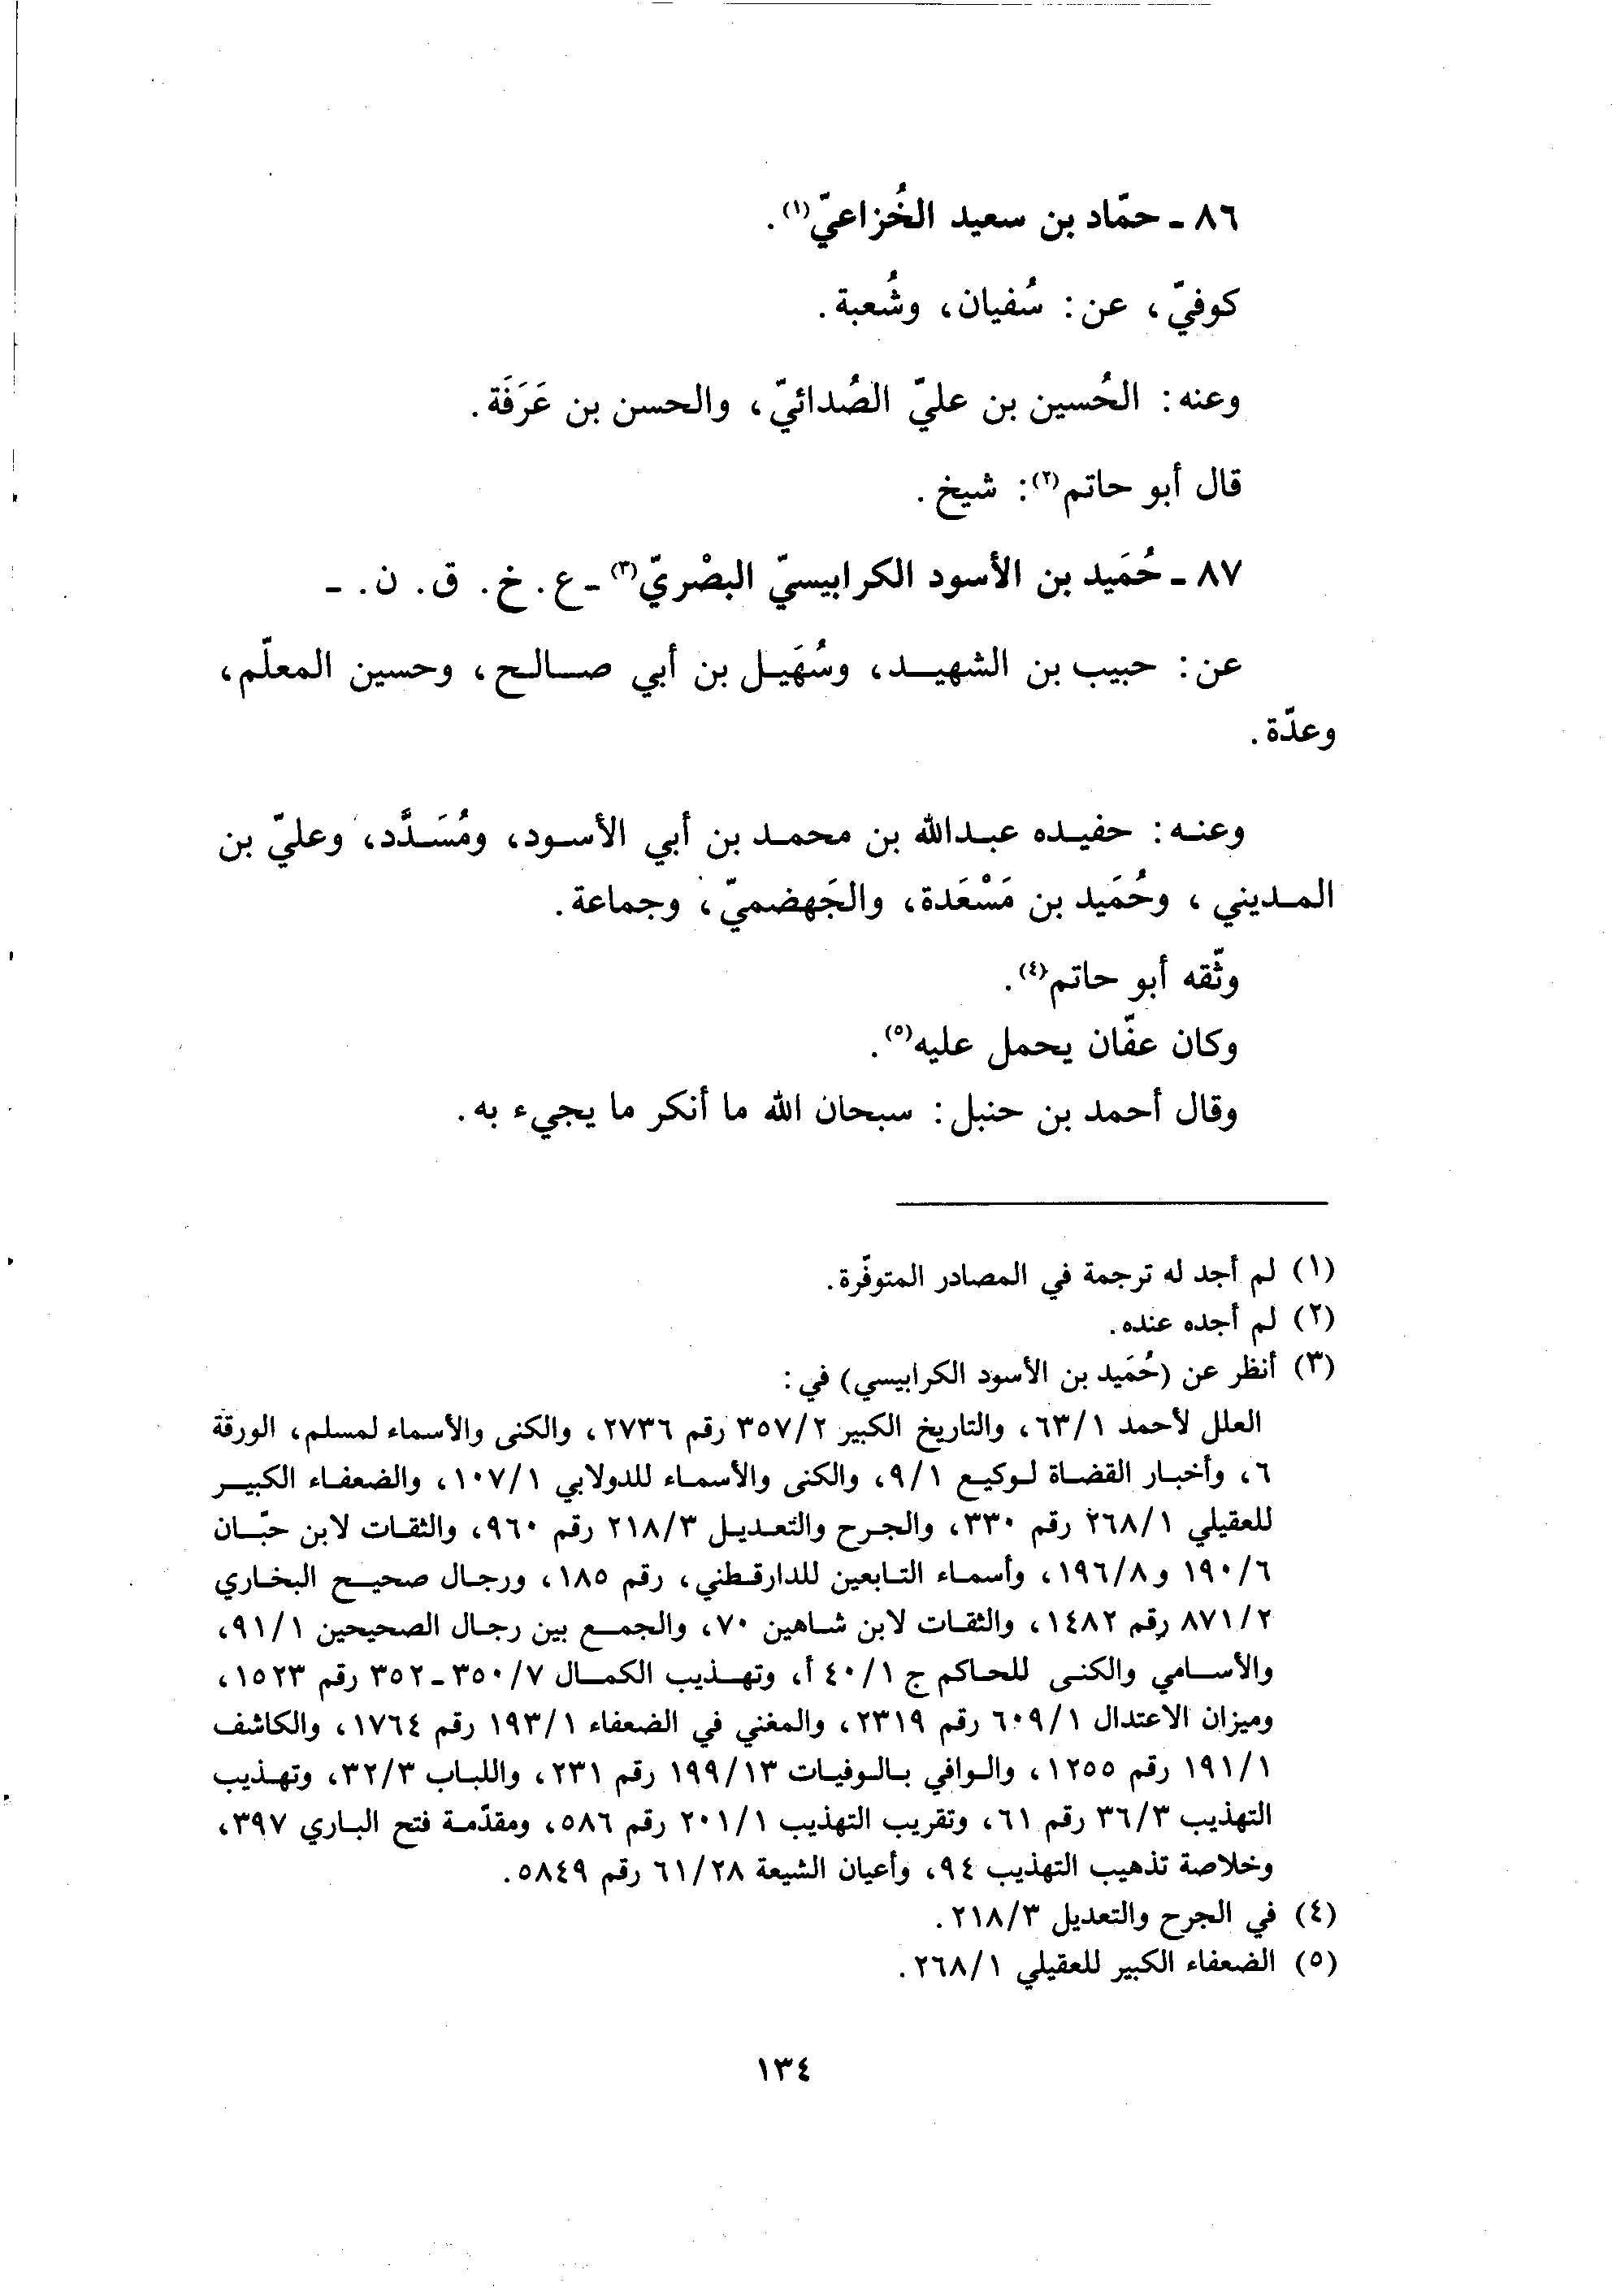 ٨٦ ـ حمّاد بن سعيد الخُزاعيّ(١).
كوفيّ، عن: سُفيان، وشُعبة.
وعنه: الحُسين بن عليّ الصُدائيّ، والحسن بن عَرَفَة.
قال أبو حاتم(٢): شيخ.
٨٧ ـ حُمَيد بن الأسود الكرابيسيّ البصْريّ(٣) ـ ع. خ. ق. ن. ـ
عن: حبيب بن الشهيد، وسُهَيل بن أبي صالح، وحسين المعلّم،
وعدّة.
وعنه: حفيده عبدالله بن محمد بن أبي الأسود، ومُسَدَّد، وعليّ بن
المديني، وحُمَيد بن مَسْعَدة، والجَهضميّ، وجماعة.
وثّقه أبو حاتم(٤).
وكان عفّان يحمل عليه(٥).
وقال أحمد بن حنبل: سبحان الله ما أنكر ما يجيء به.
(١) لم أجد له ترجمة في المصادر المتوفّرة.
(٢) لم أجده عنده.
(٣) أنظر عن (حُمَيد بن الأسود الكرابيسي) في:
العلل لأحمد ٦٣/١، والتاريخ الكبير ٣٥٧/٢ رقم ٢٧٣٦، والكنى والأسماء لمسلم، الورقة
٦، وأخبار القضاة لوكيع ٩/١، والكنى والأسماء للدولابي ١٠٧/١، والضعفاء الكبير
للعقيلي ٢٦٨/١ رقم ٣٣٠، والجرح والتعديل ٢١٨/٣ رقم ٩٦٠، والثقات لابن حبّان
١٩٠/٦ و١٩٦/٨، وأسماء التابعين للدارقطني، رقم ١٨٥، ورجال صحيح البخاري
٨٧١/٢ رقم ١٤٨٢، والثقات لابن شاهين ٧٠، والجمع بين رجال الصحيحين ٩١/١،
والأسامي والكنى للحاكم ج ٤٠/١ أ، وتهذيب الكمال ٣٥٠/٧ ـ ٣٥٢ رقم ١٥٢٣،
وميزان الاعتدال ٦٠٩/١ رقم ٢٣١٩، والمغني في الضعفاء ١٩٣/١ رقم ١٧٦٤، والكاشف
١٩١/١ رقم ١٢٥٥، والوافي بالوفيات ١٩٩/١٣ رقم ٢٣١، واللباب ٣٢/٣، وتهذيب
التهذيب ٣٦/٣ رقم ٦١، وتقريب التهذيب ٢٠١/١ رقم ٥٨٦، ومقدّمة فتح الباري ٣٩٧،
وخلاصة تذهيب التهذيب ٩٤، وأعيان الشيعة ٦١/٢٨ رقم ٥٨٤٩.
(٤) في الجرح والتعديل ٢١٨/٣.
(٥) الضعفاء الكبير للعقيلي ٢٦٨/١.
١٣٤